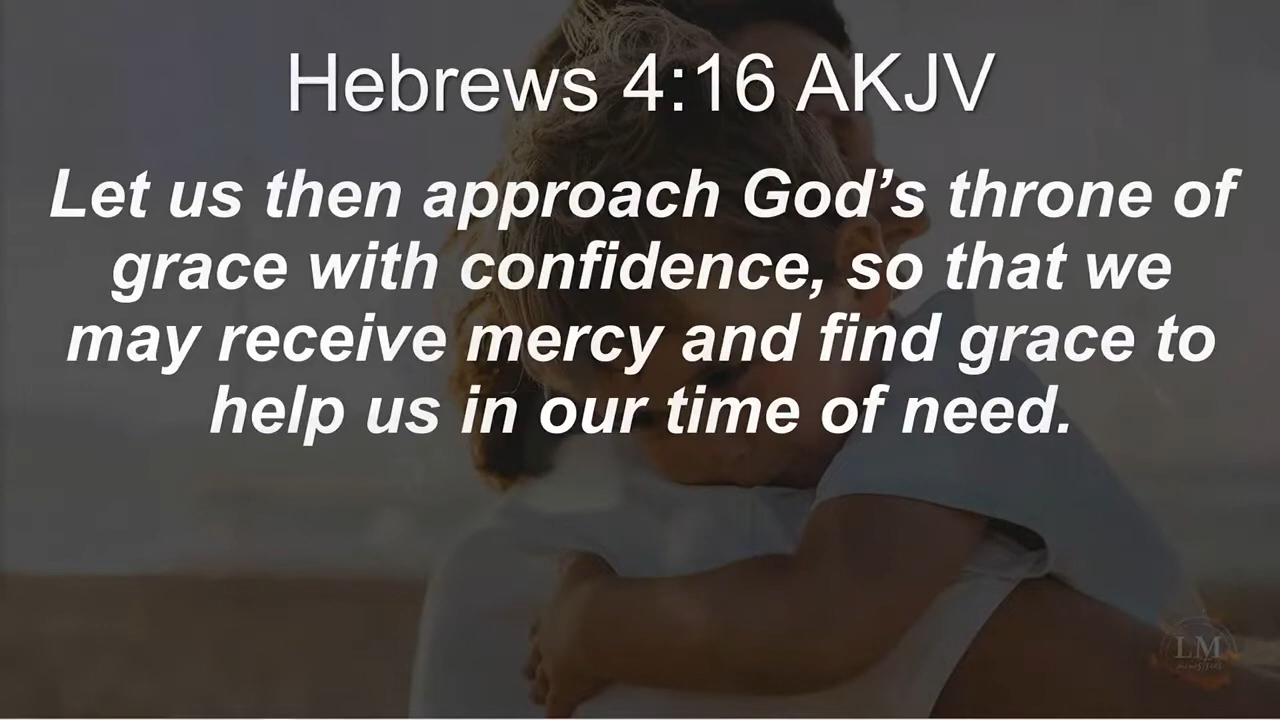 Hebrews 4:16 AKJV
Let us then approach God’s throne of
grace with confidence, so that we
may receive mercy and find grace to
help us in our time of need.
LM
ministries